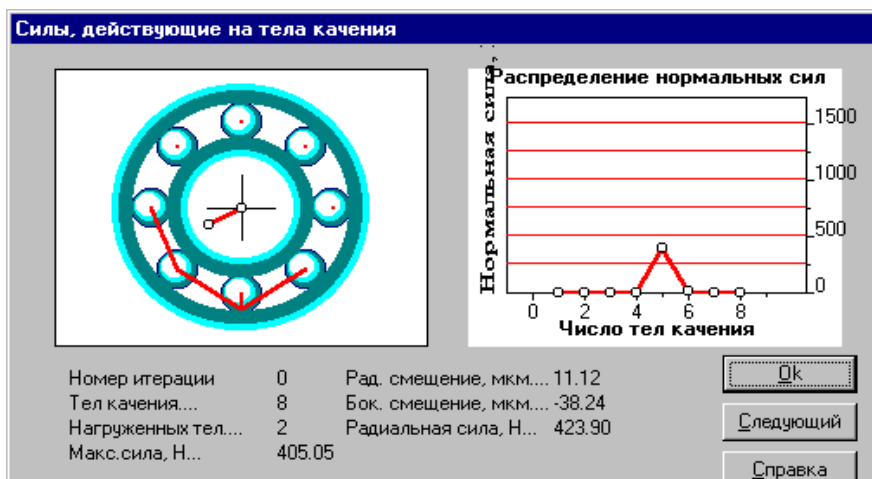 Силы, действующие на тела качения
Распределение нормальных сил
Нормальная сила,
1500
1000
500
0
0 2 4 6 8
Число тел качения
Номер итерации 0 Рад. смещение, мкм.... 11.12
Тел качения.... 8 Бок. смещение, мкм.... -38.24
Нагруженных тел.... 2 Радиальная сила, Н... 423.90
Макс.сила, Н... 405.05
Ok
Следующий
Справка